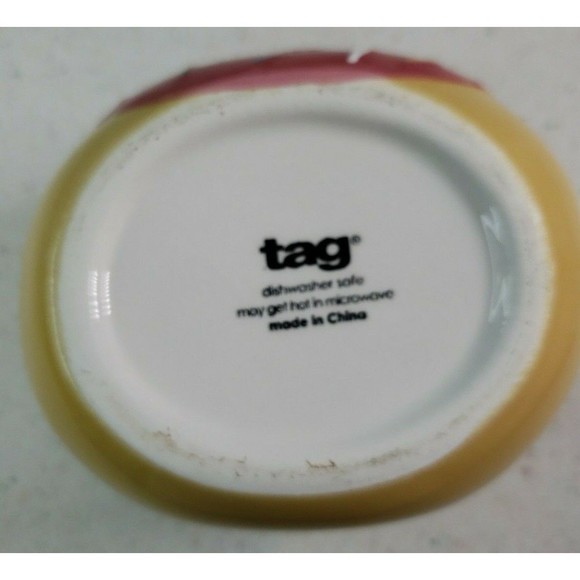 tag®
dishwasher safe
may get hot in microwave
made in China